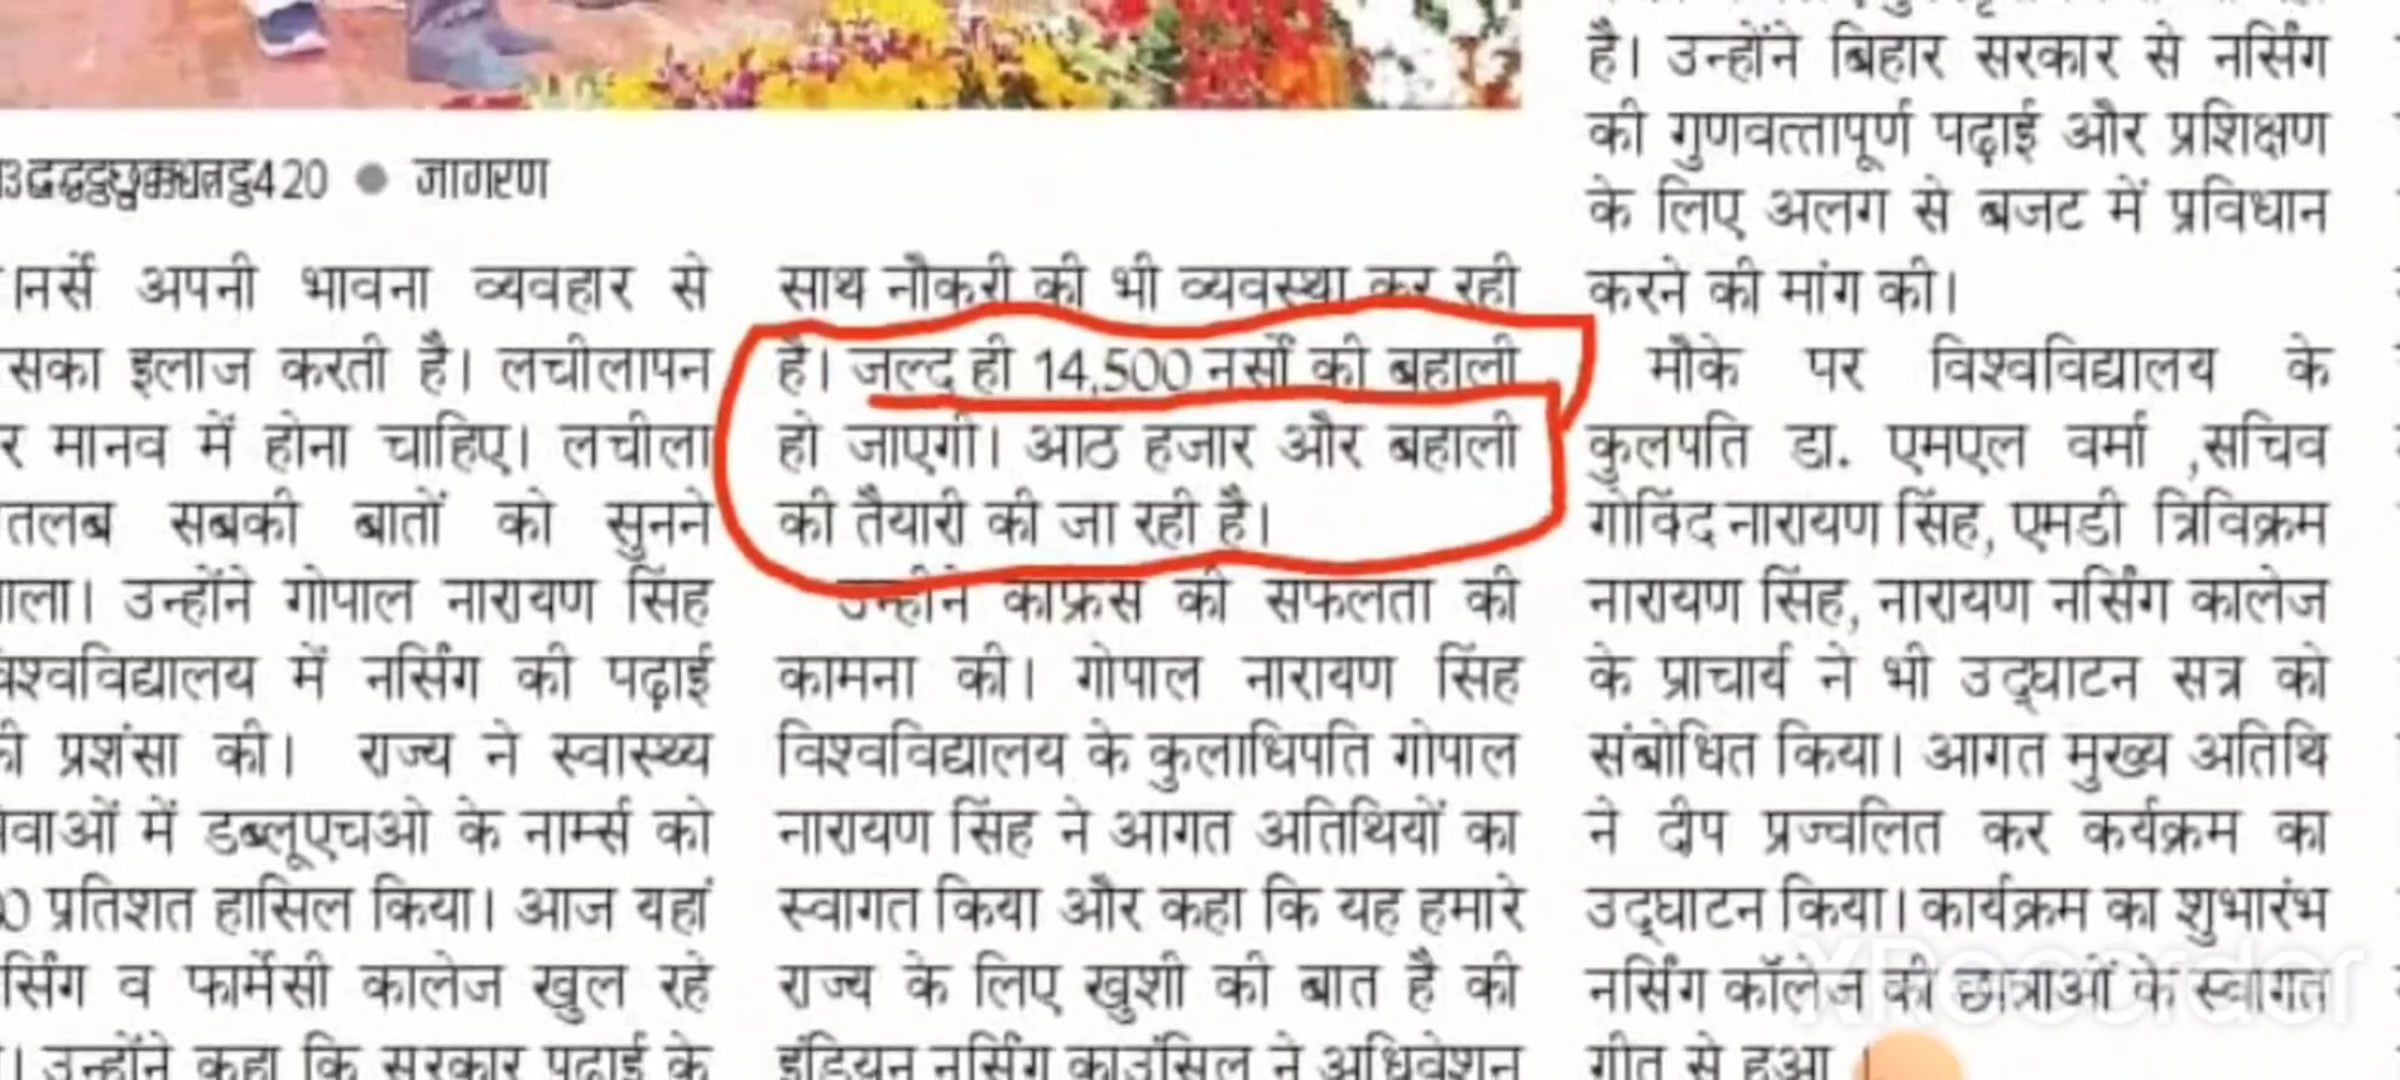 420 ● जागरण
नर्से अपनी भावना व्यवहार से
इलाज करती है। लचीलापन
मानव में होना चाहिए। लचीला
सबकी बातों को सुनने
उन्होंने गोपाल नारायण सिंह
में नर्सिंग की पढ़ाई
प्रशंसा की। राज्य ने स्वास्थ्य
में डब्लूएचओ के नार्म्स को
प्रतिशत हासिल किया। आज यहां
व फार्मेसी कालेज खुल रहे
उन्होंने कहा कि सरकार पढ़ाई के
साथ नौकरी की भी व्यवस्था कर रही
है। जल्द ही 14,500 नर्सों की बहाली
हो जाएगी। आठ हजार और बहाली
की तैयारी की जा रही है।
उन्होंने कांफ्रेंस की सफलता की
कामना की। गोपाल नारायण सिंह
विश्वविद्यालय के कुलाधिपति गोपाल
नारायण सिंह ने आगत अतिथियों का
स्वागत किया और कहा कि यह हमारे
राज्य के लिए खुशी की बात है की
इंडियन नर्सिंग काउंसिल ने अधिवेशन
है। उन्होंने बिहार सरकार से नर्सिंग
की गुणवत्तापूर्ण पढ़ाई और प्रशिक्षण
के लिए अलग से बजट में प्रविधान
करने की मांग की।
मौके पर विश्वविद्यालय के
कुलपति डा. एमएल वर्मा ,सचिव
गोविंद नारायण सिंह, एमडी त्रिविक्रम
नारायण सिंह, नारायण नर्सिंग कालेज
के प्राचार्य ने भी उद्घाटन सत्र को
संबोधित किया। आगत मुख्य अतिथि
ने दीप प्रज्वलित कर कर्यक्रम का
उद्घाटन किया। कार्यक्रम का शुभारंभ
नर्सिंग कॉलेज की छात्राओं के स्वागत
गीत से हुआ।
XRecorder